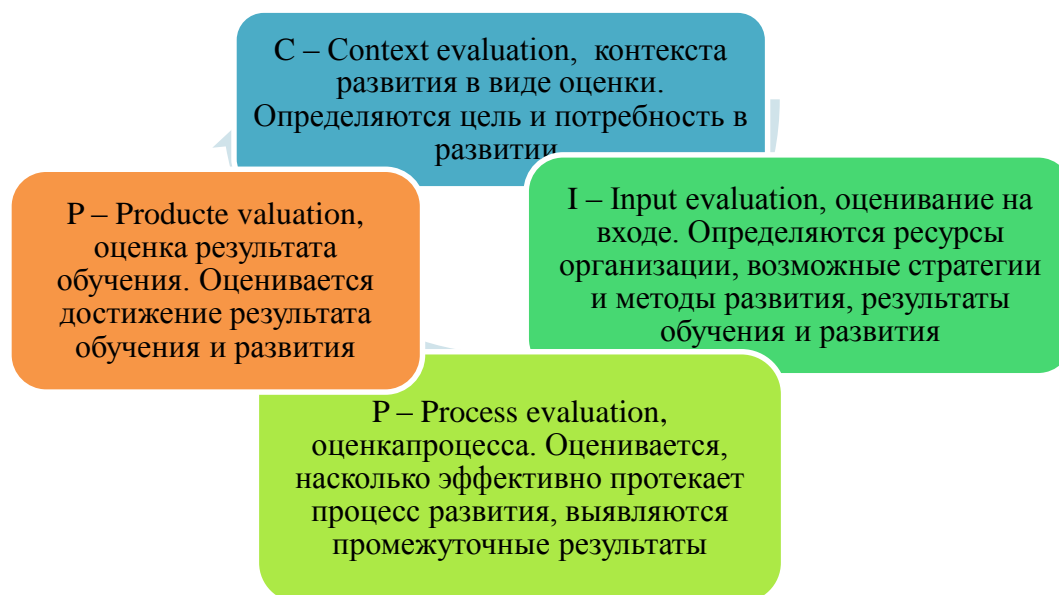 C – Context evaluation, контекста
развития в виде оценки.
Определяются цель и потребность в
развитии
I – Input evaluation, оценивание на
входе. Определяются ресурсы
организации, возможные стратегии
и методы развития, результаты
обучения и развития
P – Process evaluation,
оценкапроцесса. Оценивается,
насколько эффективно протекает
процесс развития, выявляются
промежуточные результаты
P – Producte valuation,
оценка результата
обучения. Оценивается
достижение результата
обучения и развития